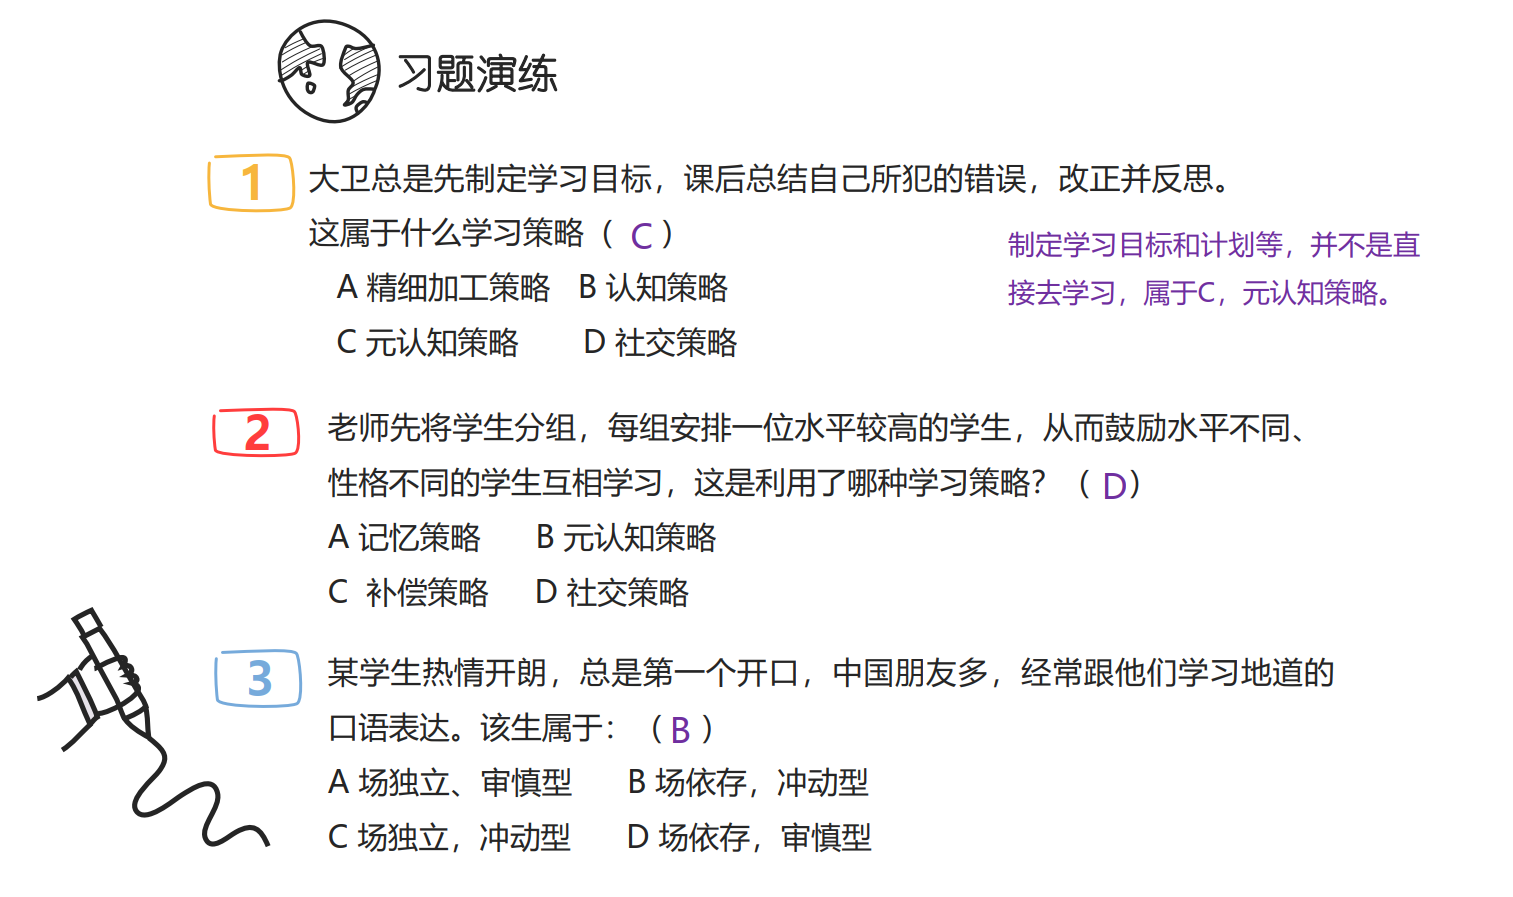 习题演练
1 大卫总是先制定学习目标，课后总结自己所犯的错误，改正并反思。
这属于什么学习策略（ C ）
制定学习目标和计划等，并不是直
接去学习，属于C，元认知策略。
A 精细加工策略 B 认知策略
C 元认知策略 D 社交策略
2 老师先将学生分组，每组安排一位水平较高的学生，从而鼓励水平不同、
性格不同的学生互相学习，这是利用了哪种学习策略？（ D）
A 记忆策略 B 元认知策略
C 补偿策略 D 社交策略
3 某学生热情开朗，总是第一个开口，中国朋友多，经常跟他们学习地道的
口语表达。该生属于：（ B ）
A 场独立、审慎型 B 场依存，冲动型
C 场独立，冲动型 D 场依存，审慎型